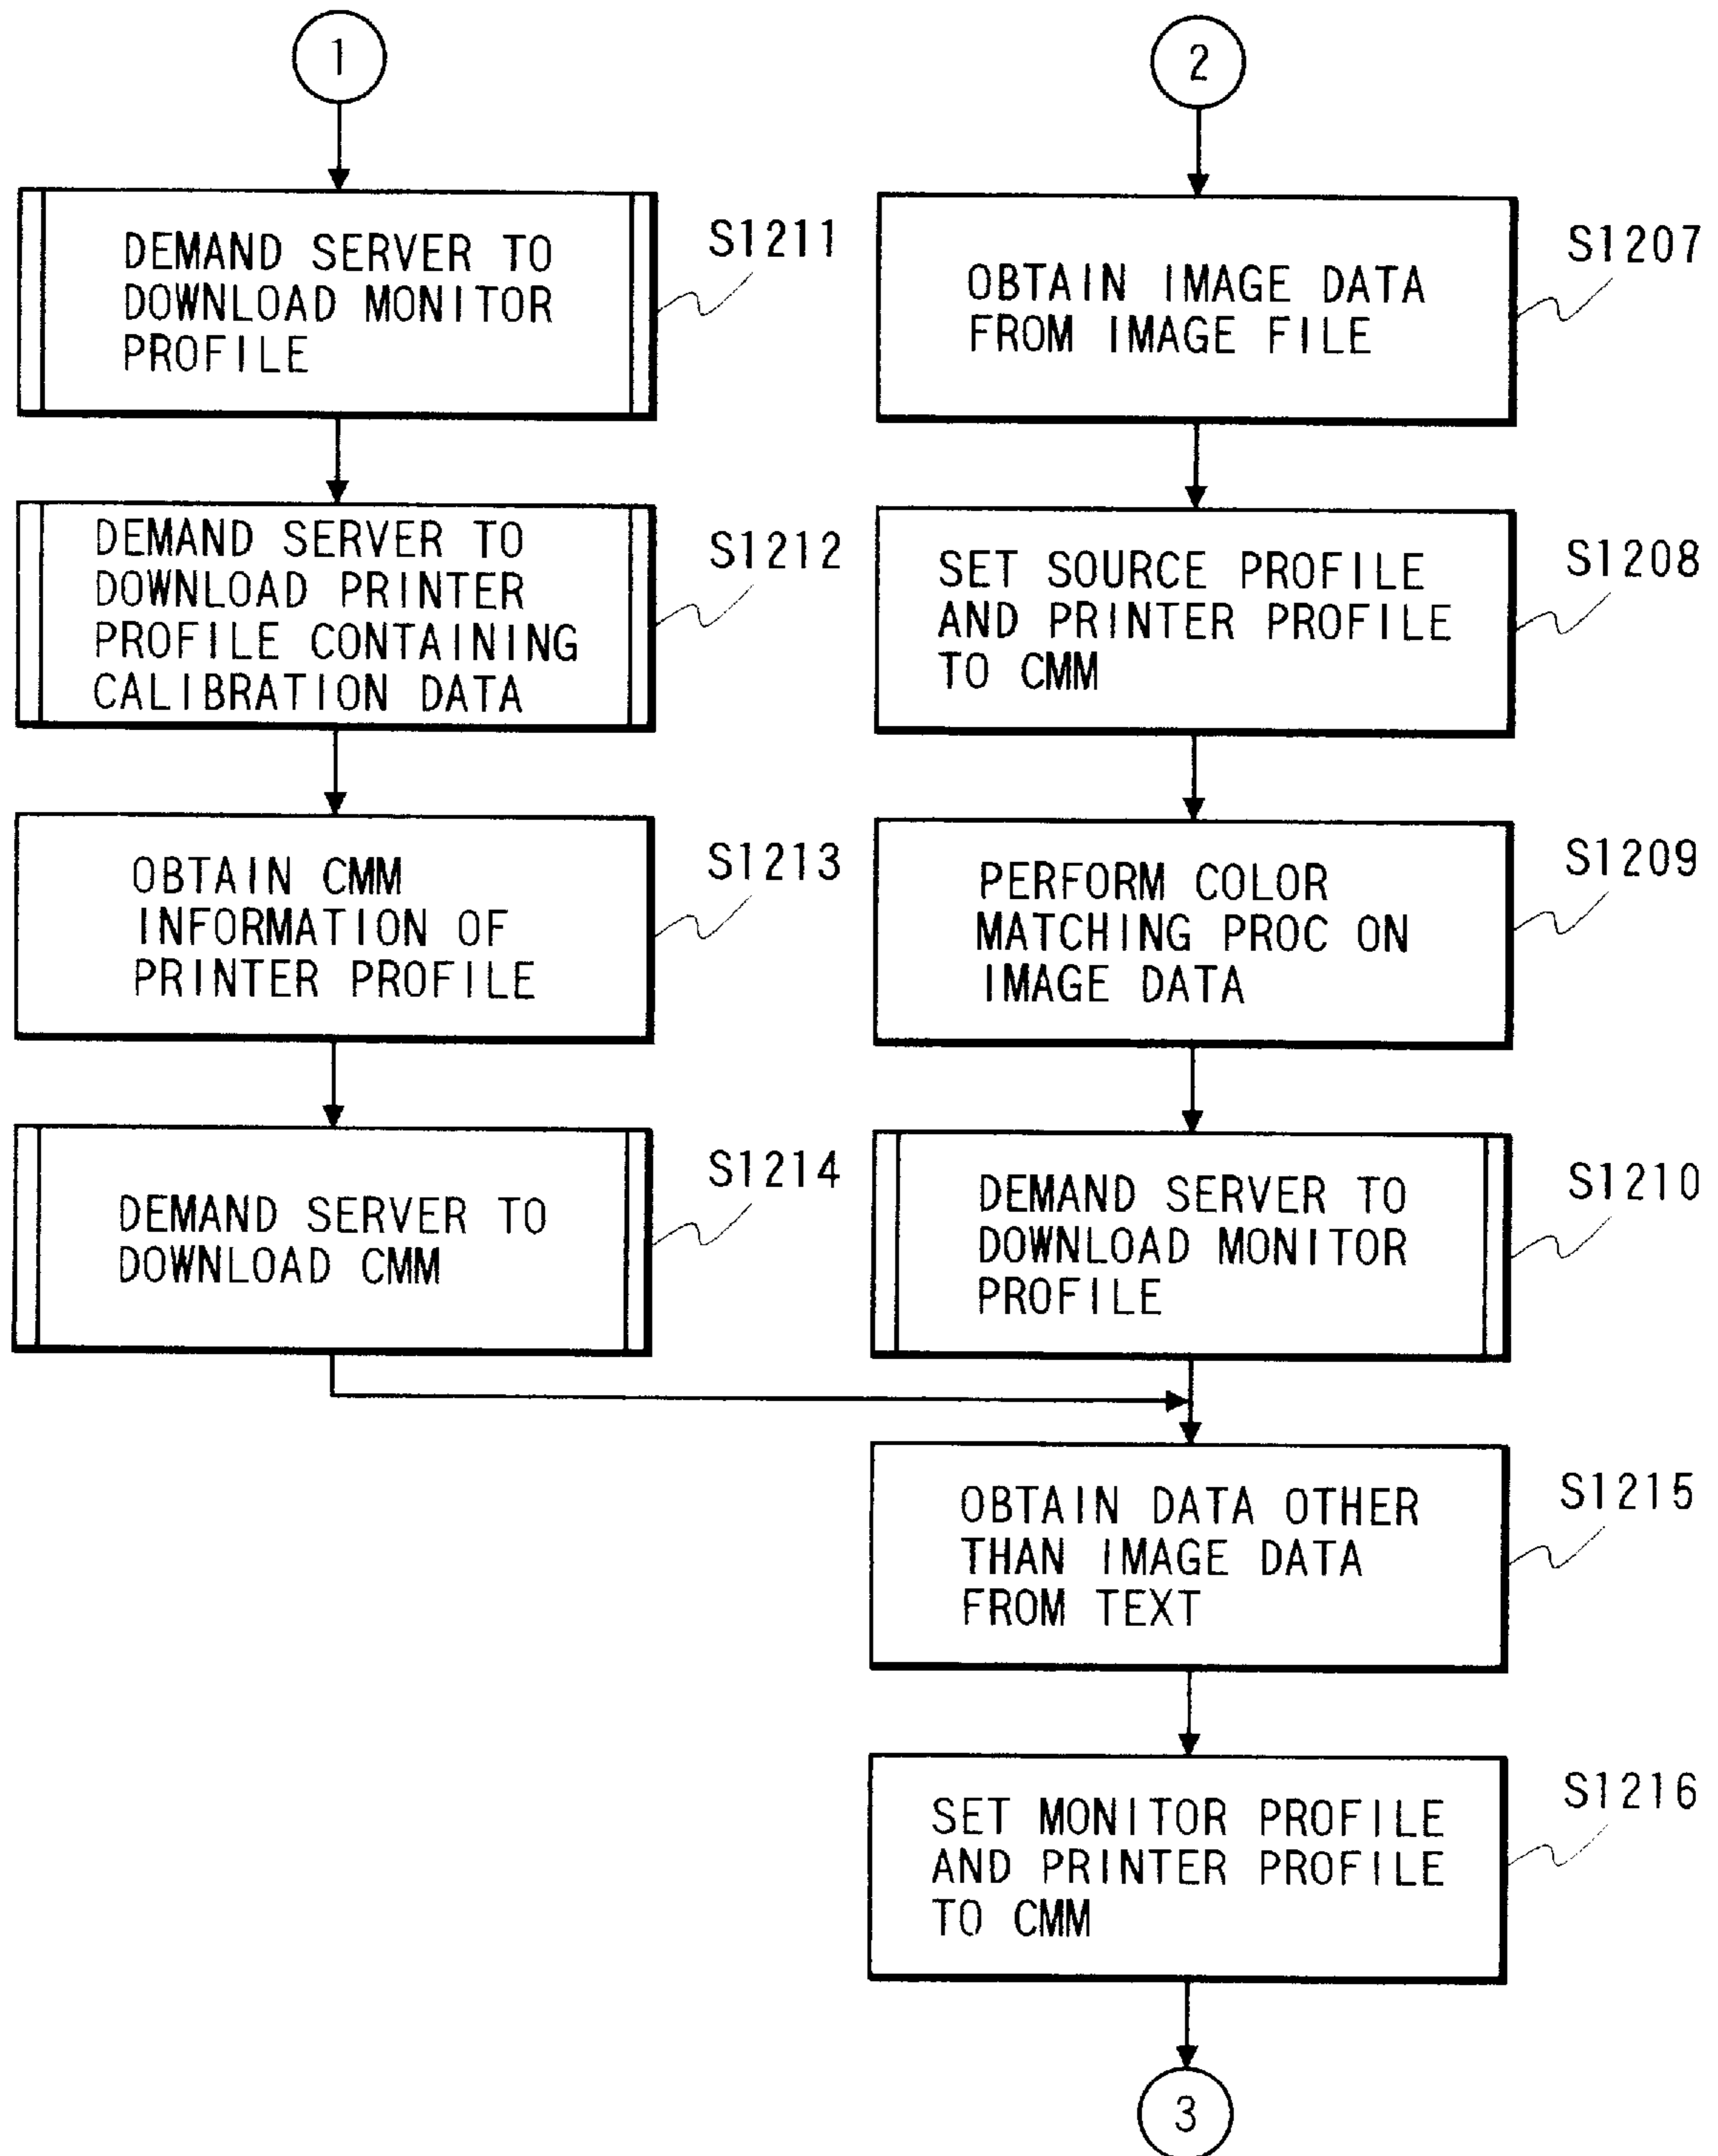 1
DEMAND SERVER TO
DOWNLOAD MONITOR
PROFILE
S1211
DEMAND SERVER TO
DOWNLOAD PRINTER
PROFILE CONTAINING
CALIBRATION DATA
S1212
OBTAIN CMM
INFORMATION OF
PRINTER PROFILE
S1213
DEMAND SERVER TO
DOWNLOAD CMM
S1214
2
OBTAIN IMAGE DATA
FROM IMAGE FILE
S1207
SET SOURCE PROFILE
AND PRINTER PROFILE
TO CMM
S1208
PERFORM COLOR
MATCHING PROC ON
IMAGE DATA
S1209
DEMAND SERVER TO
DOWNLOAD MONITOR
PROFILE
S1210
OBTAIN DATA OTHER
THAN IMAGE DATA
FROM TEXT
S1215
SET MONITOR PROFILE
AND PRINTER PROFILE
TO CMM
S1216
3